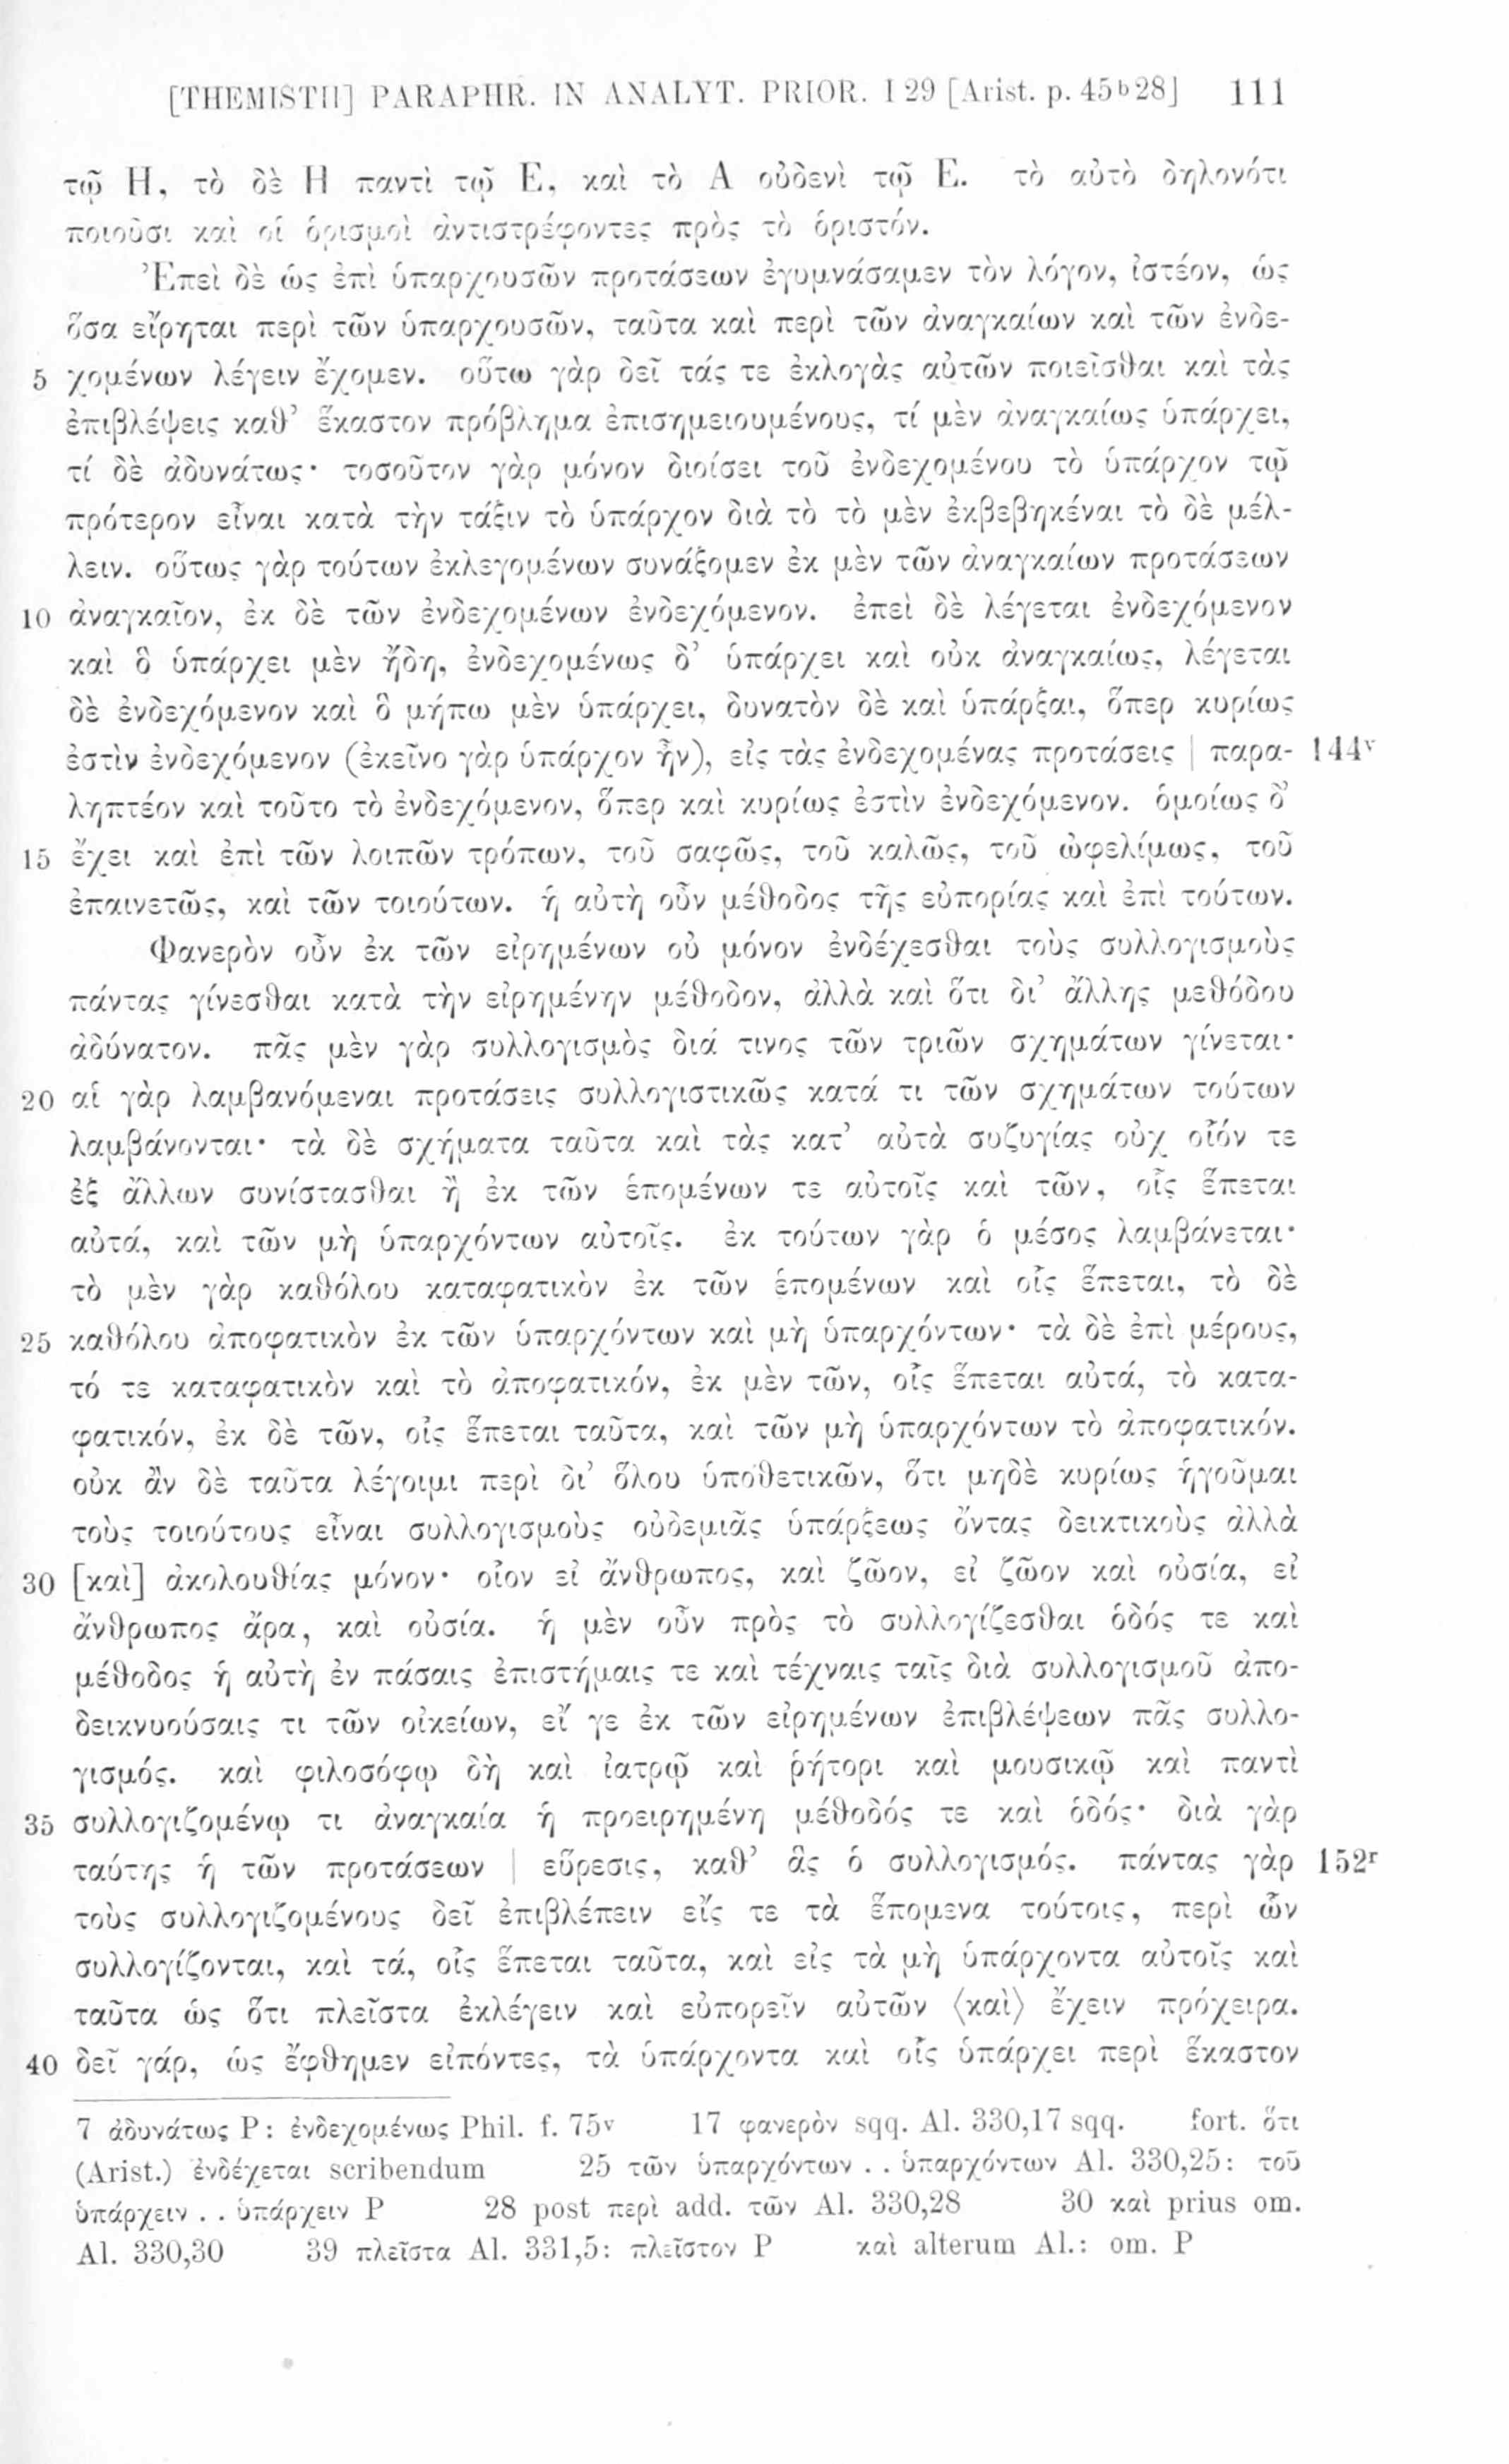 [THEMISTII] PARAPHR. IN ANALYT. PRIOR. I 29 [Arist. p. 45ᵇ28] 111
τῷ Η, τὸ δὲ Η παντὶ τῷ Ε, καὶ τὸ Α οὐδενὶ τῷ Ε. τὸ αὐτὸ δηλονότι
ποιοῦσι καὶ οἱ ὁρισμοὶ ἀντιστρέφοντες πρὸς τὸ ὁριστόν.
Ἐπεὶ δὲ ὡς ἐπὶ ὑπαρχουσῶν προτάσεων ἐγυμνάσαμεν τὸν λόγον, ἰστέον, ὡς
ὅσα εἴρηται περὶ τῶν ὑπαρχουσῶν, ταῦτα καὶ περὶ τῶν ἀναγκαίων καὶ τῶν ἐνδε-
5 χομένων λέγειν ἔχομεν. οὕτω γὰρ δεῖ τάς τε ἐκλογὰς αὐτῶν ποιεῖσθαι καὶ τὰς
ἐπιβλέψεις καθ’ ἕκαστον πρόβλημα ἐπισημειουμένους, τί μὲν ἀναγκαίως ὑπάρχει,
τί δὲ ἀδυνάτως· τοσοῦτον γὰρ μόνον διοίσει τοῦ ἐνδεχομένου τὸ ὑπάρχον τῷ
πρότερον εἶναι κατὰ τὴν τάξιν τὸ ὑπάρχον διὰ τὸ τὸ μὲν ἐκβεβηκέναι τὸ δὲ μέλ-
λειν. οὕτως γὰρ τούτων ἐκλεγομένων συνάξομεν ἐκ μὲν τῶν ἀναγκαίων προτάσεων
10 ἀναγκαῖον, ἐκ δὲ τῶν ἐνδεχομένων ἐνδεχόμενον. ἐπεὶ δὲ λέγεται ἐνδεχόμενον
καὶ ὃ ὑπάρχει μὲν ἤδη, ἐνδεχομένως δ’ ὑπάρχει καὶ οὐκ ἀναγκαίως, λέγεται
δὲ ἐνδεχόμενον καὶ ὃ μήπω μὲν ὑπάρχει, δυνατὸν δὲ καὶ ὑπάρξαι, ὅπερ κυρίως
ἐστὶν ἐνδεχόμενον (ἐκεῖνο γὰρ ὑπάρχον ἦν), εἰς τὰς ἐνδεχομένας προτάσεις | παρα- 144ᵛ
ληπτέον καὶ τοῦτο τὸ ἐνδεχόμενον, ὅπερ καὶ κυρίως ἐστὶν ἐνδεχόμενον. ὁμοίως δ’
15 ἔχει καὶ ἐπὶ τῶν λοιπῶν τρόπων, τοῦ σαφῶς, τοῦ καλῶς, τοῦ ὠφελίμως, τοῦ
ἐπαινετῶς, καὶ τῶν τοιούτων. ἡ αὐτὴ οὖν μέθοδος τῆς εὐπορίας καὶ ἐπὶ τούτων.
Φανερὸν οὖν ἐκ τῶν εἰρημένων οὐ μόνον ἐνδέχεσθαι τοὺς συλλογισμοὺς
πάντας γίνεσθαι κατὰ τὴν εἰρημένην μέθοδον, ἀλλὰ καὶ ὅτι δι’ ἄλλης μεθόδου
ἀδύνατον. πᾶς μὲν γὰρ συλλογισμὸς διά τινος τῶν τριῶν σχημάτων γίνεται·
20 αἱ γὰρ λαμβανόμεναι προτάσεις συλλογιστικῶς κατά τι τῶν σχημάτων τούτων
λαμβάνονται· τὰ δὲ σχήματα ταῦτα καὶ τὰς κατ’ αὐτὰ συζυγίας οὐχ οἷόν τε
ἐξ ἄλλων συνίστασθαι ἢ ἐκ τῶν ἑπομένων τε αὐτοῖς καὶ τῶν, οἷς ἕπεται
αὐτά, καὶ τῶν μὴ ὑπαρχόντων αὐτοῖς. ἐκ τούτων γὰρ ὁ μέσος λαμβάνεται·
τὸ μὲν γὰρ καθόλου καταφατικὸν ἐκ τῶν ἑπομένων καὶ οἷς ἕπεται, τὸ δὲ
25 καθόλου ἀποφατικὸν ἐκ τῶν ὑπαρχόντων καὶ μὴ ὑπαρχόντων· τὰ δὲ ἐπὶ μέρους,
τό τε καταφατικὸν καὶ τὸ ἀποφατικόν, ἐκ μὲν τῶν, οἷς ἕπεται αὐτά, τὸ κατα-
φατικόν, ἐκ δὲ τῶν, οἷς ἕπεται ταῦτα, καὶ τῶν μὴ ὑπαρχόντων τὸ ἀποφατικόν.
οὐκ ἂν δὲ ταῦτα λέγοιμι περὶ δι’ ὅλου ὑποθετικῶν, ὅτι μηδὲ κυρίως ἡγοῦμαι
τοὺς τοιούτους εἶναι συλλογισμοὺς οὐδεμιᾶς ὑπάρξεως ὄντας δεικτικοὺς ἀλλὰ
30 [καὶ] ἀκολουθίας μόνον· οἷον εἰ ἄνθρωπος, καὶ ζῷον, εἰ ζῷον καὶ οὐσία, εἰ
ἄνθρωπος ἄρα, καὶ οὐσία. ἡ μὲν οὖν πρὸς τὸ συλλογίζεσθαι ὁδός τε καὶ
μέθοδος ἡ αὐτὴ ἐν πάσαις ἐπιστήμαις τε καὶ τέχναις ταῖς διὰ συλλογισμοῦ ἀπο-
δεικνυούσαις τι τῶν οἰκείων, εἴ γε ἐκ τῶν εἰρημένων ἐπιβλέψεων πᾶς συλλο-
γισμός. καὶ φιλοσόφῳ δὴ καὶ ἰατρῷ καὶ ῥήτορι καὶ μουσικῷ καὶ παντὶ
35 συλλογιζομένῳ τι ἀναγκαία ἡ προειρημένη μέθοδός τε καὶ ὁδός· διὰ γὰρ
ταύτης ἡ τῶν προτάσεων | εὕρεσις, καθ’ ἃς ὁ συλλογισμός. πάντας γὰρ 152ʳ
τοὺς συλλογιζομένους δεῖ ἐπιβλέπειν εἴς τε τὰ ἕπομενα τούτοις, περὶ ὧν
συλλογίζονται, καὶ τά, οἷς ἕπεται ταῦτα, καὶ εἰς τὰ μὴ ὑπάρχοντα αὐτοῖς καὶ
ταῦτα ὡς ὅτι πλεῖστα ἐκλέγειν καὶ εὐπορεῖν αὐτῶν ⟨καὶ⟩ ἔχειν πρόχειρα.
40 δεῖ γάρ, ὡς ἔφθημεν εἰπόντες, τὰ ὑπάρχοντα καὶ οἷς ὑπάρχει περὶ ἕκαστον
7 ἀδυνάτως P: ἐνδεχομένως Phil. f. 75ᵛ 17 φανερὸν sqq. Al. 330,17 sqq. fort. ὅτι
(Arist.) ἐνδέχεται scribendum 25 τῶν ὑπαρχόντων . . ὑπαρχόντων Al. 330,25: τοῦ
ὑπάρχειν . . ὑπάρχειν P 28 post περὶ add. τῶν Al. 330,28 30 καὶ prius om.
Al. 330,30 39 πλεῖστα Al. 331,5: πλεῖστον P καὶ alterum Al.: om. P